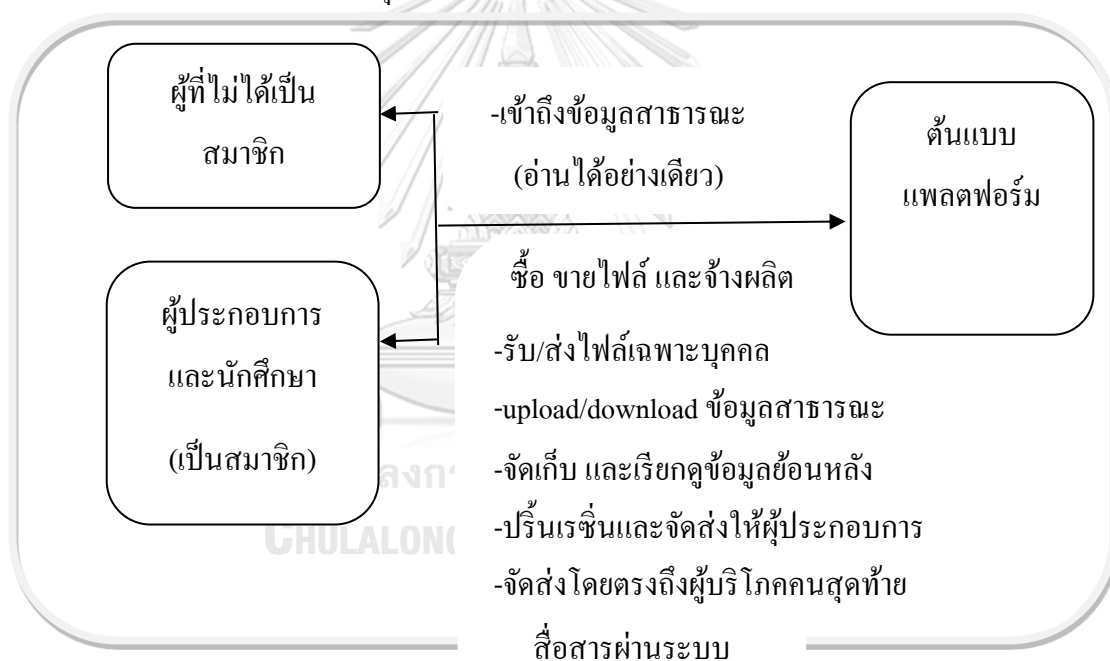 ผู้ที่ไม่ได้เป็น
สมาชิก
-เข้าถึงข้อมูลสาธารณะ
(อ่านได้อย่างเดียว)
ต้นแบบ
แพลตฟอร์ม
ซื้อ ขายไฟล์ และจ้างผลิต
ผู้ประกอบการ
และนักศึกษา
(เป็นสมาชิก)
-รับ/ส่งไฟล์เฉพาะบุคคล
-upload/download ข้อมูลสาธารณะ
-จัดเก็บ และเรียกดูข้อมูลย้อนหลัง
-ปริ้นเรซิ่นและจัดส่งให้ผุ้ประกอบการ
-จัดส่งโดยตรงถึงผู้บริโภคคนสุดท้าย
สื่อสารผ่านระบบ
ลงกร
CHULALONG